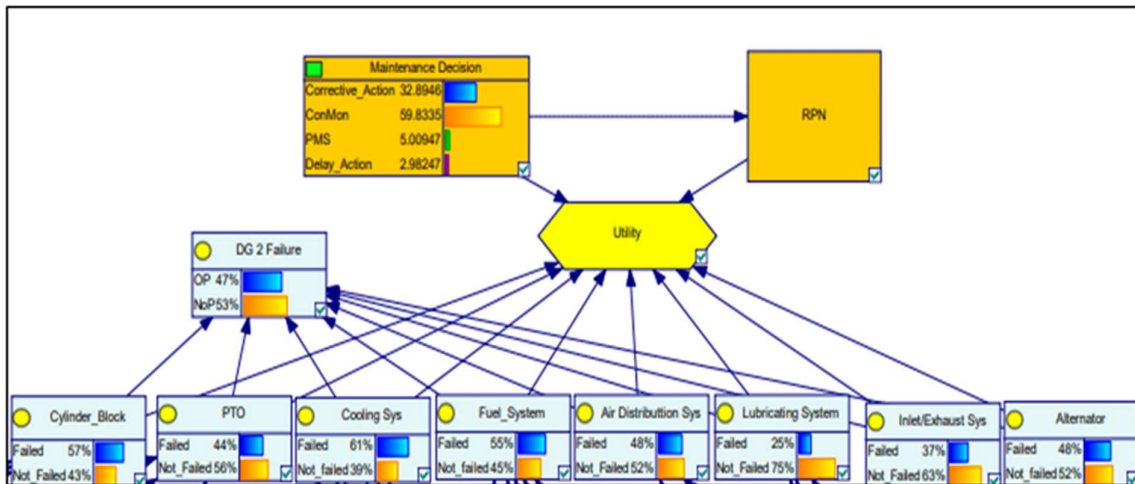 Maintenance Decision
Corrective_Action 32.8946
ConMon 59.8335
PMS 5.00947
Delay_Action 2.98247
RPN
Utility
DG 2 Failure
OP 47%
NoP53%
Cylinder_Block
Failed 57%
Not_Failed 43%
PTO
Failed 44%
Not_Failed 56%
Cooling Sys
Failed 61%
Not_failed 39%
Fuel_System
Failed 55%
Not_Failed 45%
Air Distributtion Sys
Failed 48%
Not_Failed 52%
Lubricating System
Failed 25%
Not_Failed 75%
Inlet/Exhaust Sys
Failed 37%
Not_Failed 63%
Alternator
Failed 48%
Not_failed 52%